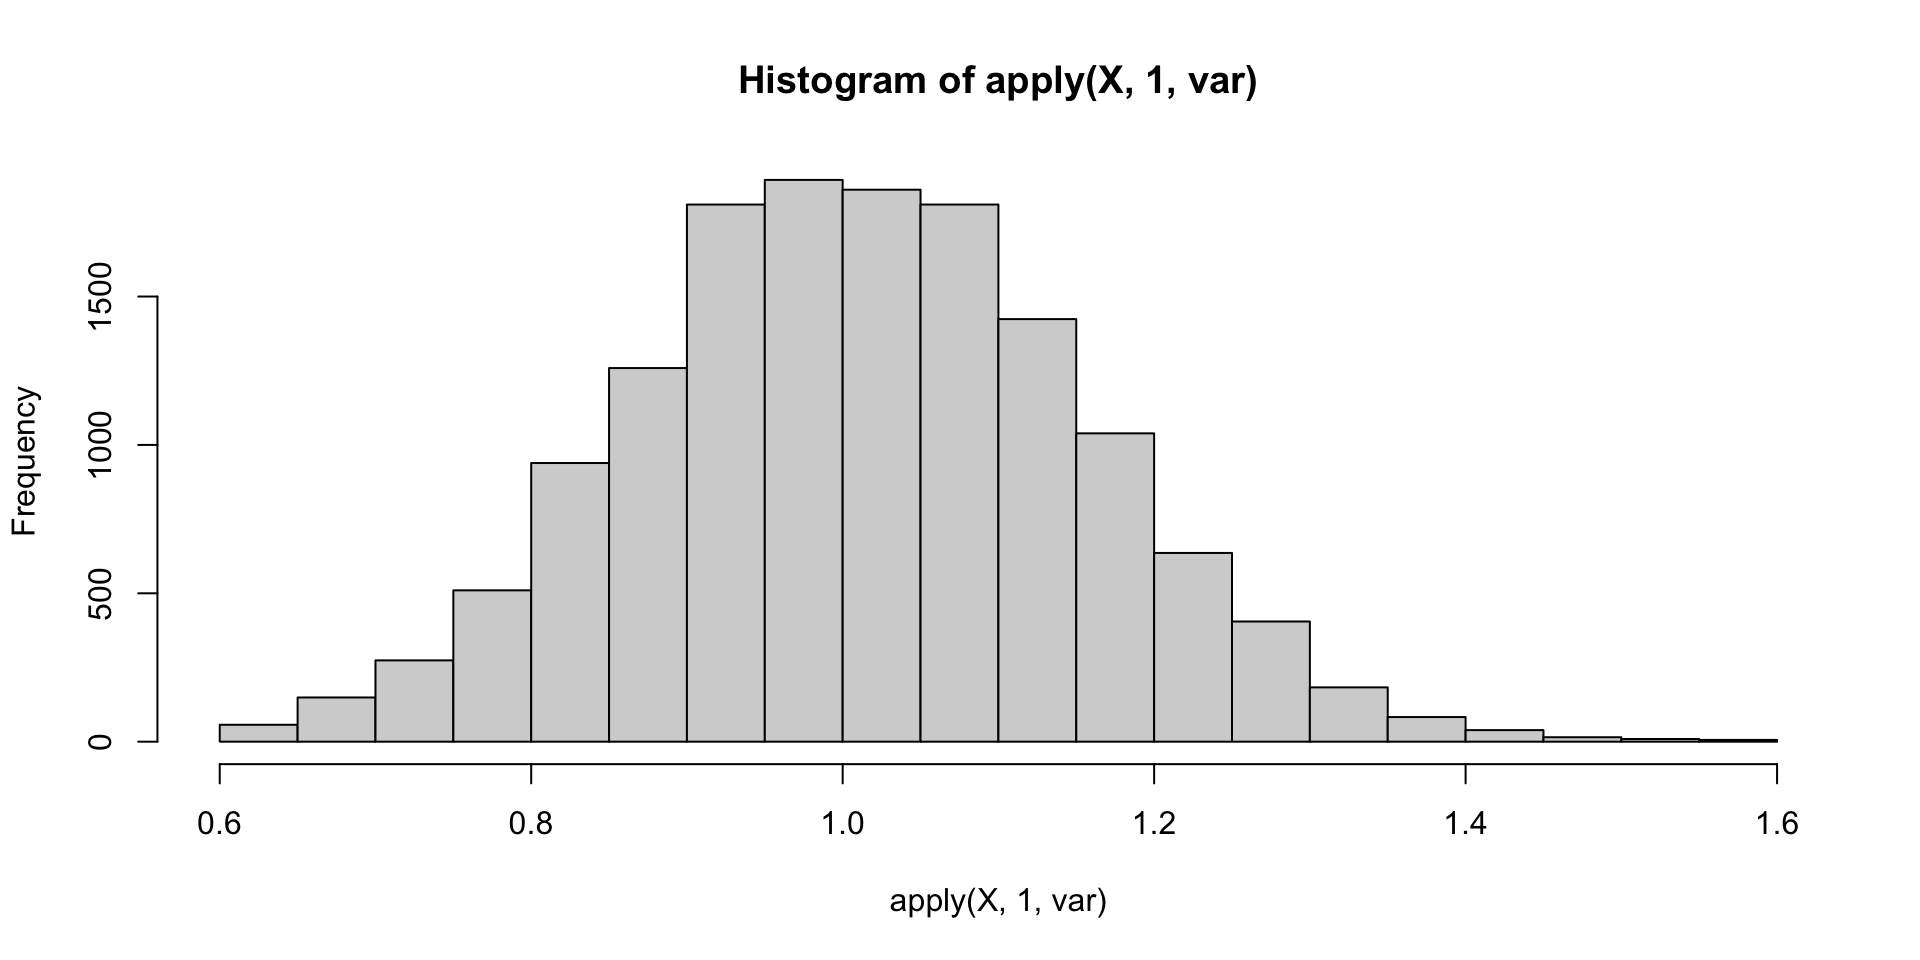 Histogram of apply(X, 1, var)
Frequency
1500
1000
500
0
0.6 0.8 1.0 1.2 1.4 1.6
apply(X, 1, var)